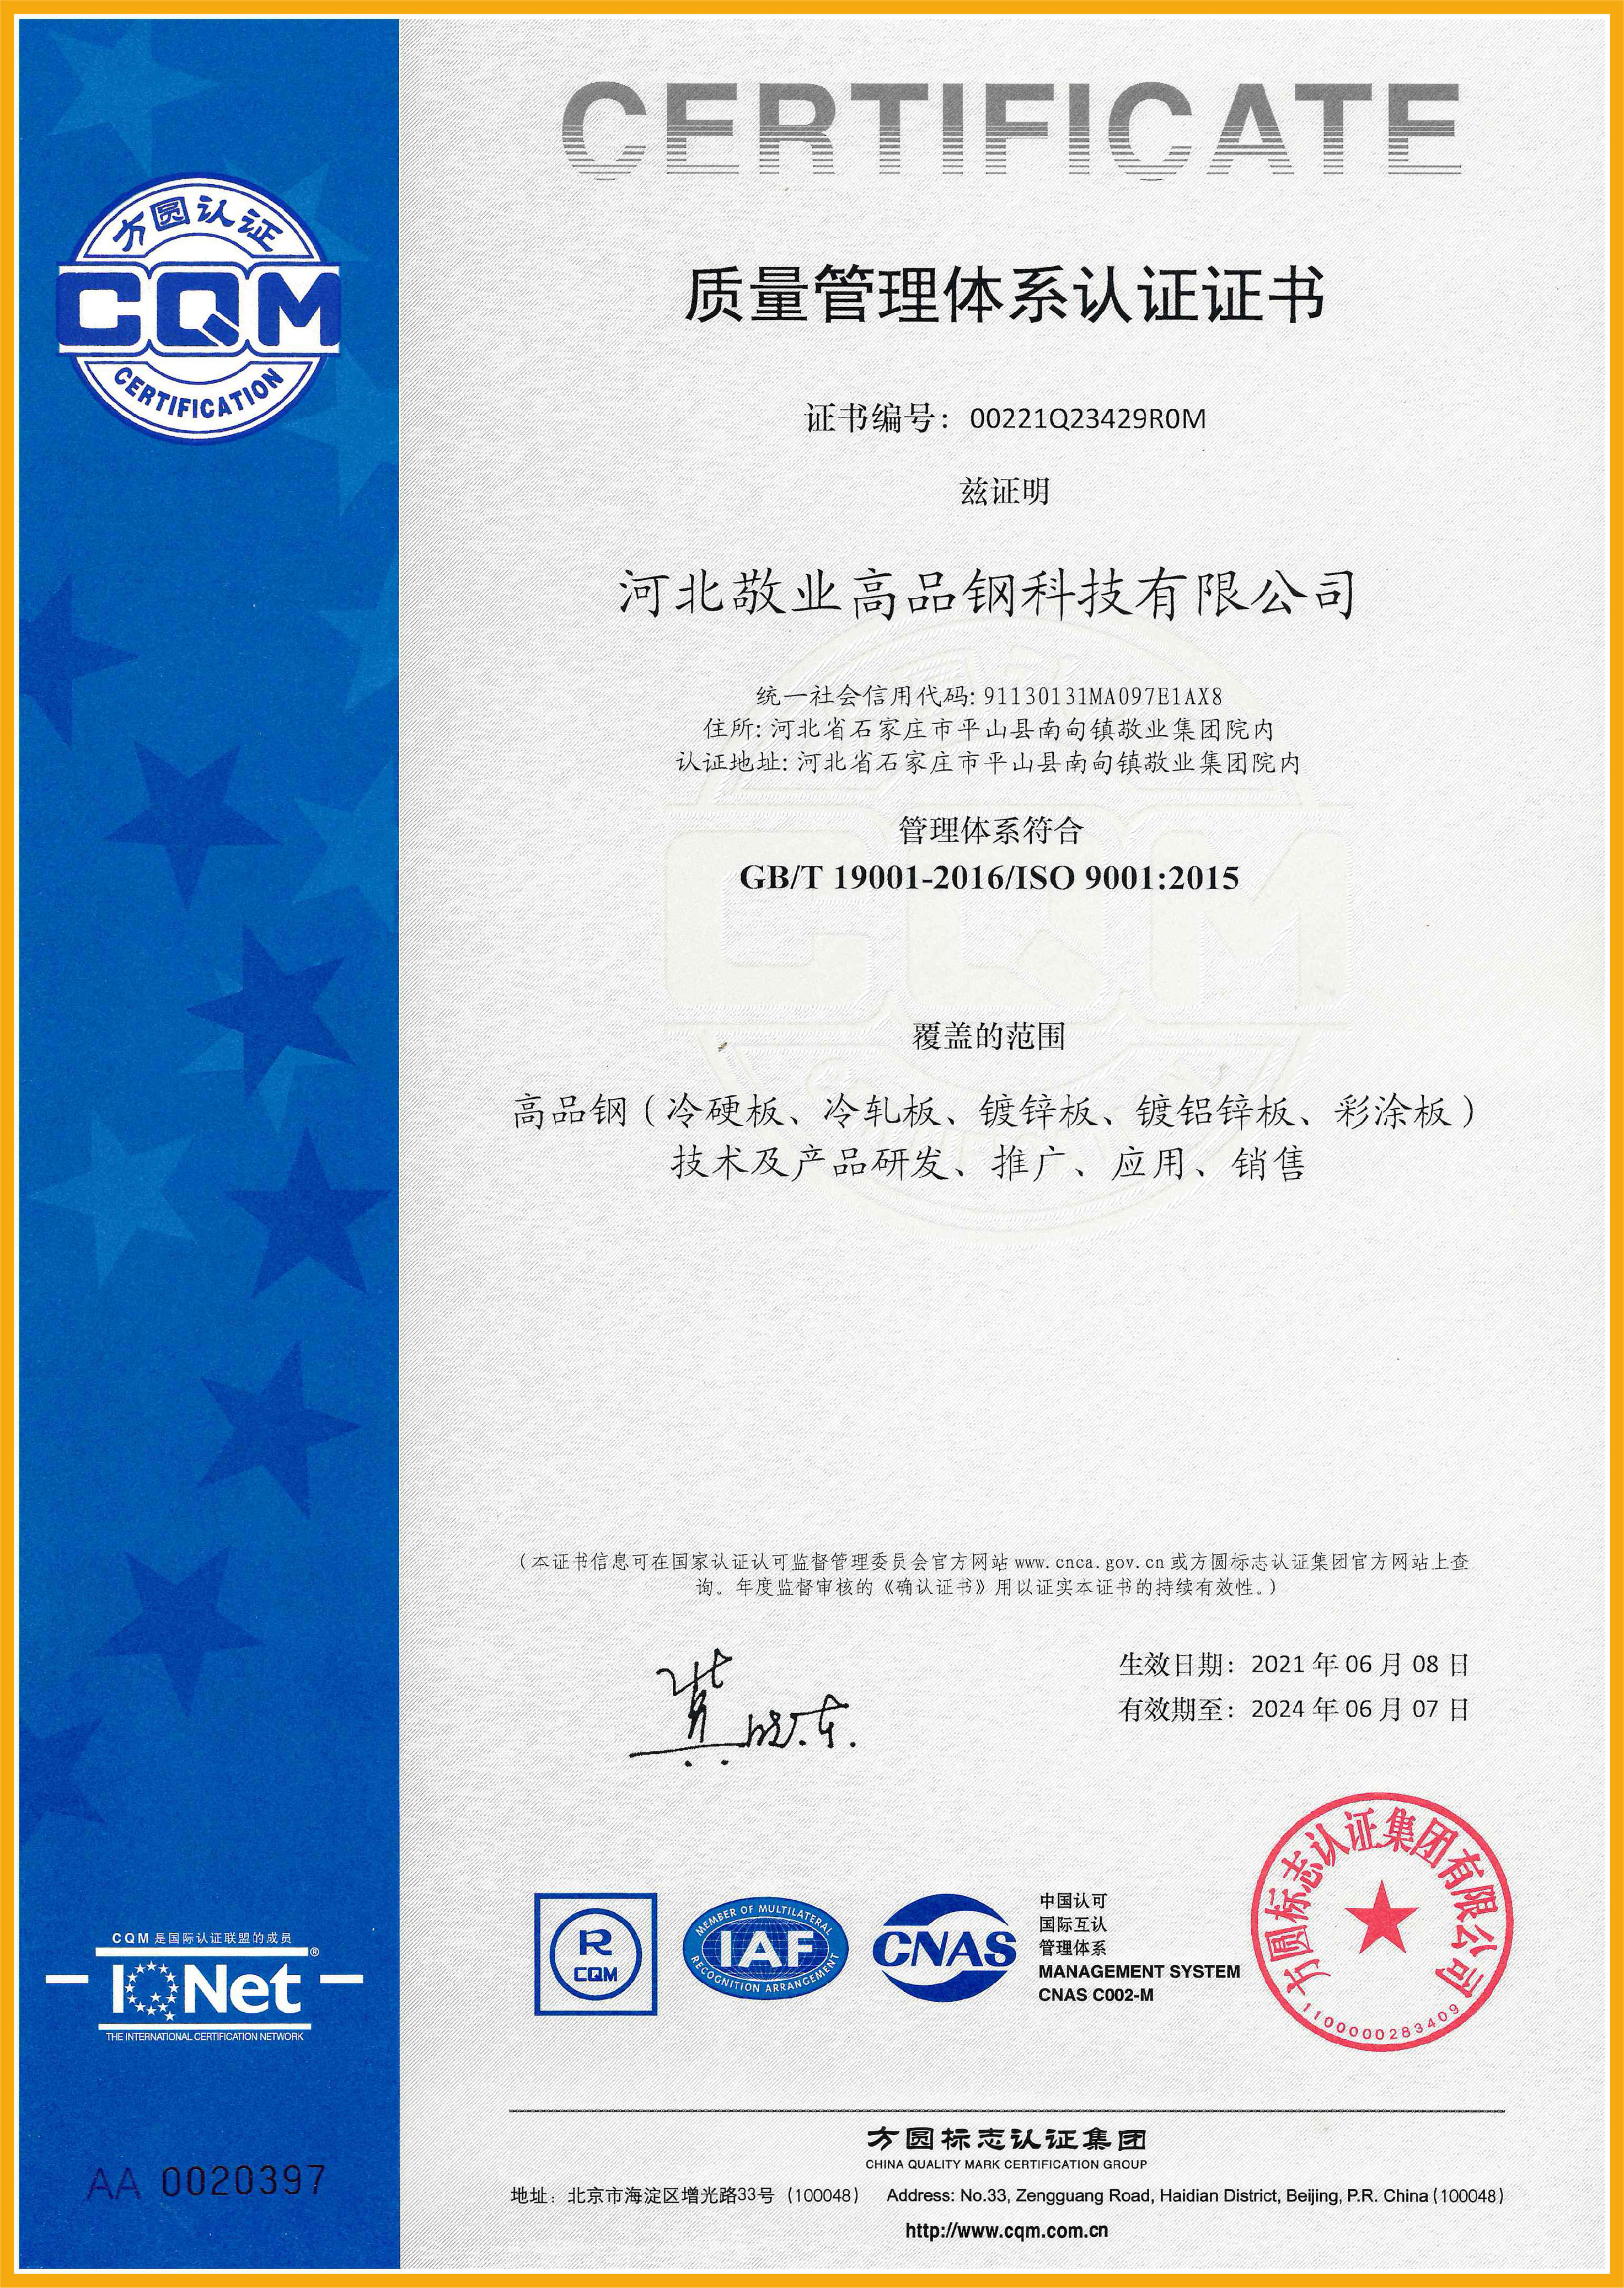 CERTIFICATE
方圆认证
CQM
CERTIFICATION
质量管理体系认证证书
证书编号: 00221Q23429R0M
兹证明
河北敬业高品钢科技有限公司
统一社会信用代码: 91130131MA097E1AX8
住所: 河北省石家庄市平山县南甸镇敬业集团院内
认证地址: 河北省石家庄市平山县南甸镇敬业集团院内
管理体系符合
GB/T 19001-2016/ISO 9001:2015
覆盖的范围
高品钢(冷硬板、冷轧板、镀锌板、镀铝锌板、彩涂板)
技术及产品研发、推广、应用、销售
(本证书信息可在国家认证认可监督管理委员会官方网站 www.cnca.gov.cn 或方圆标志认证集团官方网站上查
询。年度监督审核的《确认证书》用以证实本证书的持续有效性。)
生效日期: 2021 年 06 月 08 日
有效期至: 2024 年 06 月 07 日
R
CQM
MEMBER OF MULTILATERAL
IAF
RECOGNITION ARRANGEMENT
CNAS
中国认可
国际互认
管理体系
MANAGEMENT SYSTEM
CNAS C002-M
方圆标志认证集团有限公司
1100000283409
CQM 是国际认证联盟的成员
IQNet®
THE INTERNATIONAL CERTIFICATION NETWORK
AA 0020397
方圆标志认证集团
CHINA QUALITY MARK CERTIFICATION GROUP
地址: 北京市海淀区增光路33号 (100048) Address: No.33, Zengguang Road, Haidian District, Beijing, P.R. China (100048)
http://www.cqm.com.cn